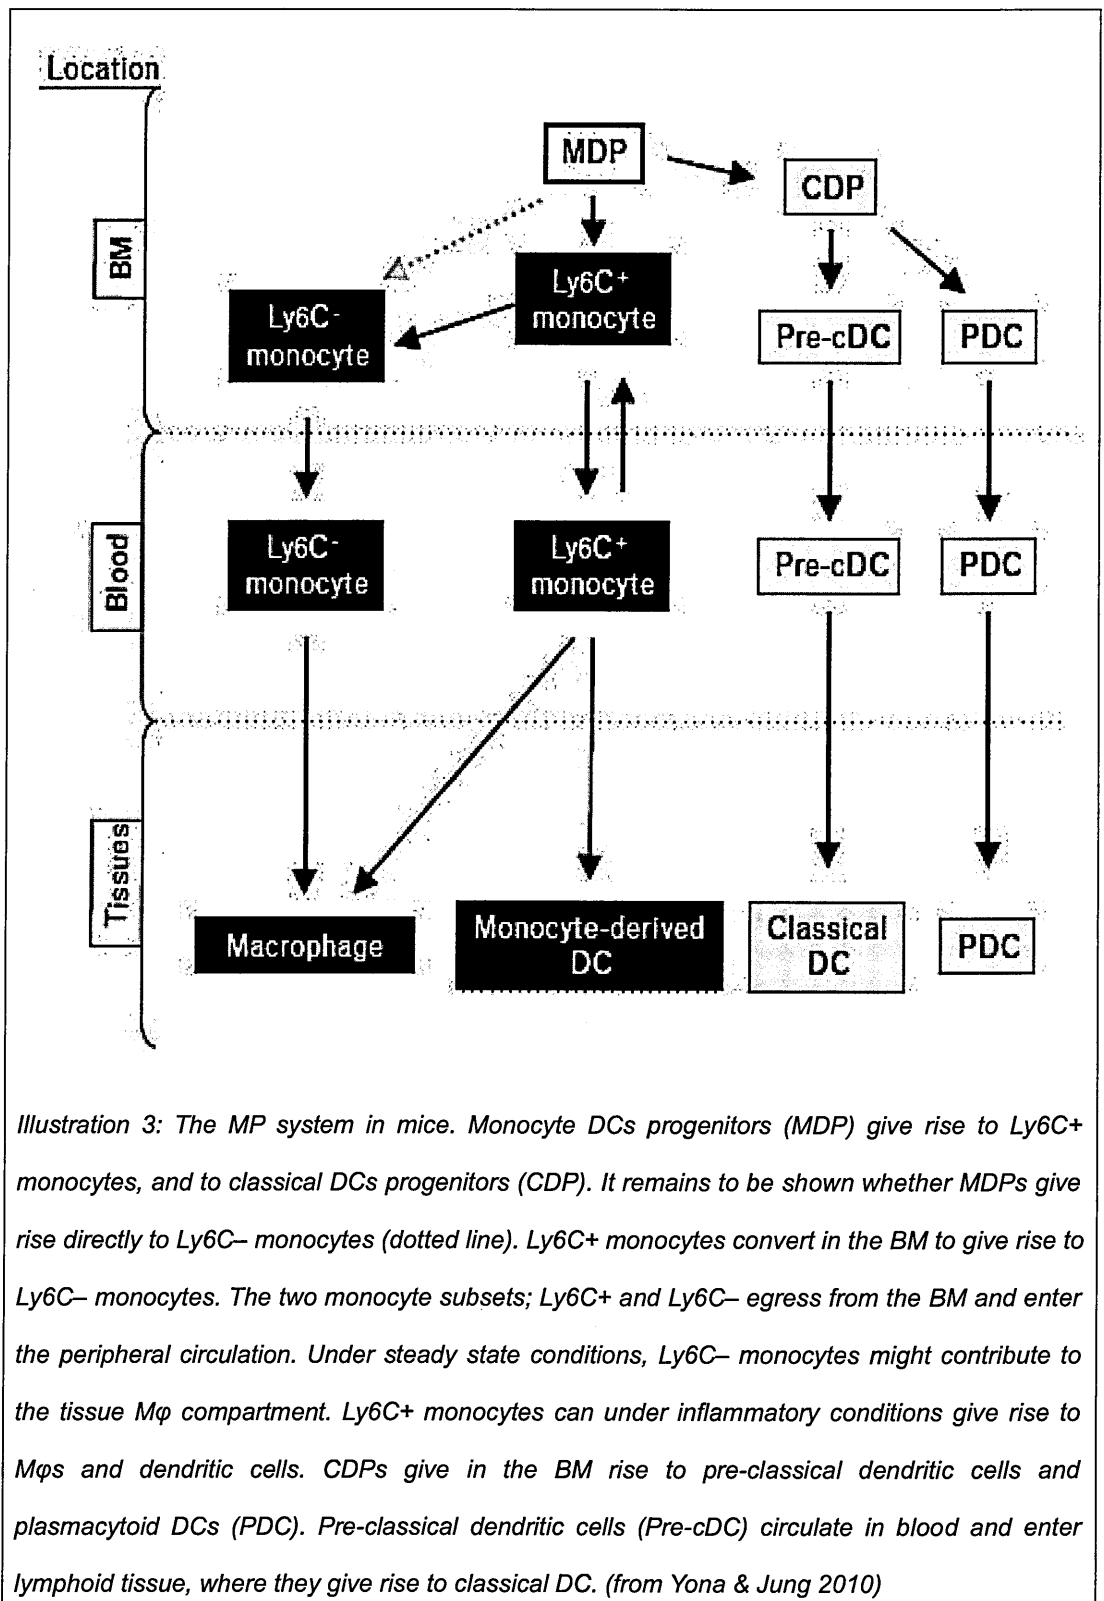 Location
MDP
CDP
BM
Ly6C+
monocyte
Ly6C-
monocyte
Pre-cDC
PDC
Blood
Ly6C-
monocyte
Ly6C+
monocyte
Pre-cDC
PDC
Tissues
Macrophage
Monocyte-derived
DC
Classical
DC
PDC
Illustration 3: The MP system in mice. Monocyte DCs progenitors (MDP) give rise to Ly6C+
monocytes, and to classical DCs progenitors (CDP). It remains to be shown whether MDPs give
rise directly to Ly6C– monocytes (dotted line). Ly6C+ monocytes convert in the BM to give rise to
Ly6C– monocytes. The two monocyte subsets; Ly6C+ and Ly6C– egress from the BM and enter
the peripheral circulation. Under steady state conditions, Ly6C– monocytes might contribute to
the tissue Mφ compartment. Ly6C+ monocytes can under inflammatory conditions give rise to
Mφs and dendritic cells. CDPs give in the BM rise to pre-classical dendritic cells and
plasmacytoid DCs (PDC). Pre-classical dendritic cells (Pre-cDC) circulate in blood and enter
lymphoid tissue, where they give rise to classical DC. (from Yona & Jung 2010)